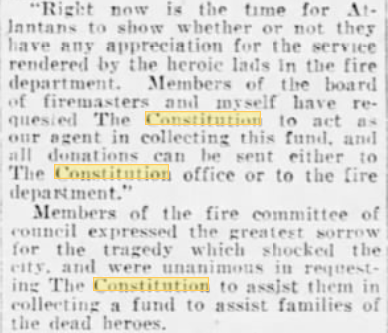 "Right now is the time for At-
lantans to show whether or not they
have any appreciation for the service
rendered by the heroic lads in the fire
department. Members of the board
of firemasters and myself have re-
quested The Constitution to act as
our agent in collecting this fund, and
all donations can be sent either to
The Constitution office or to the fire
department."
Members of the fire committee of
council expressed the greatest sorrow
for the tragedy which shocked the
city, and were unanimous in request-
ing The Constitution to assist them in
collecting a fund to assist families of
the dead heroes.